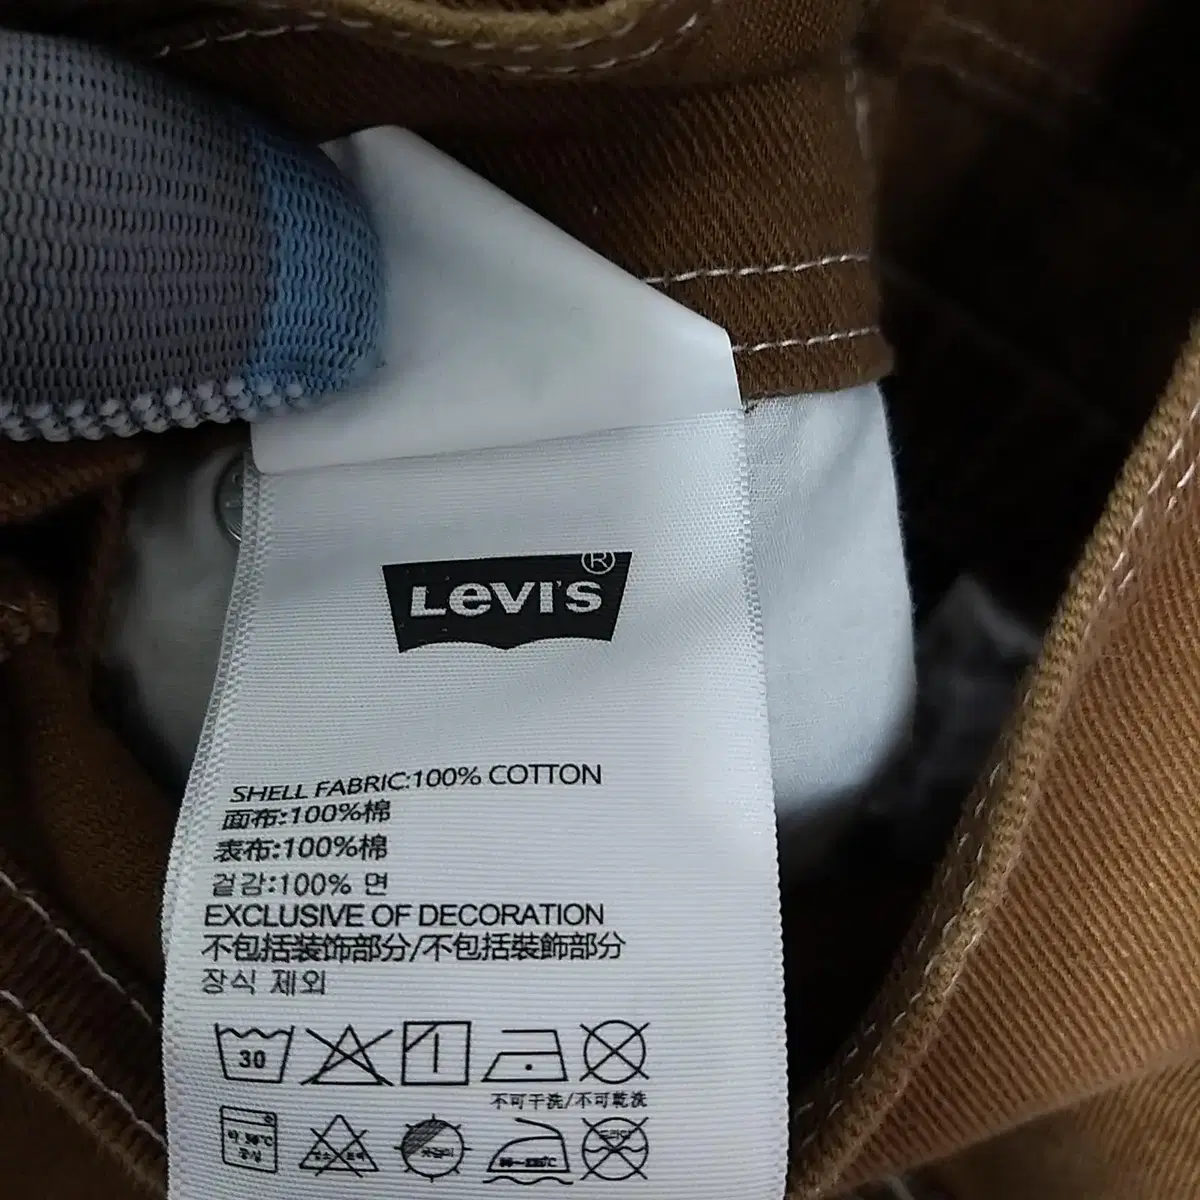 LEVI'S®
SHELL FABRIC:100% COTTON
面布:100%棉
表布:100%棉
겉감:100% 면
EXCLUSIVE OF DECORATION
不包括装饰部分/不包括裝飾部分
장식 제외
30
不可干洗/不可乾洗
중성